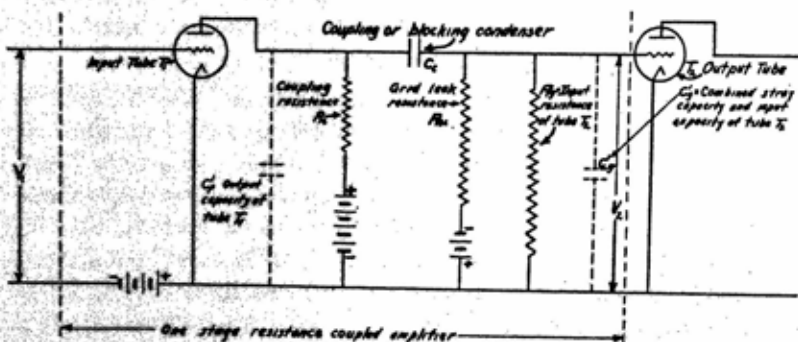 Coupling or blocking condenser
Input Tube T₁
C_c
T₂ Output Tube
Coupling
resistance
Grid leak
resistance
Input
resistance
of tube T₂
Combined stray
capacity and input
capacity of tube T₂
V₁
Output
capacity of
tube T₁
V₂
One stage resistance coupled amplifier